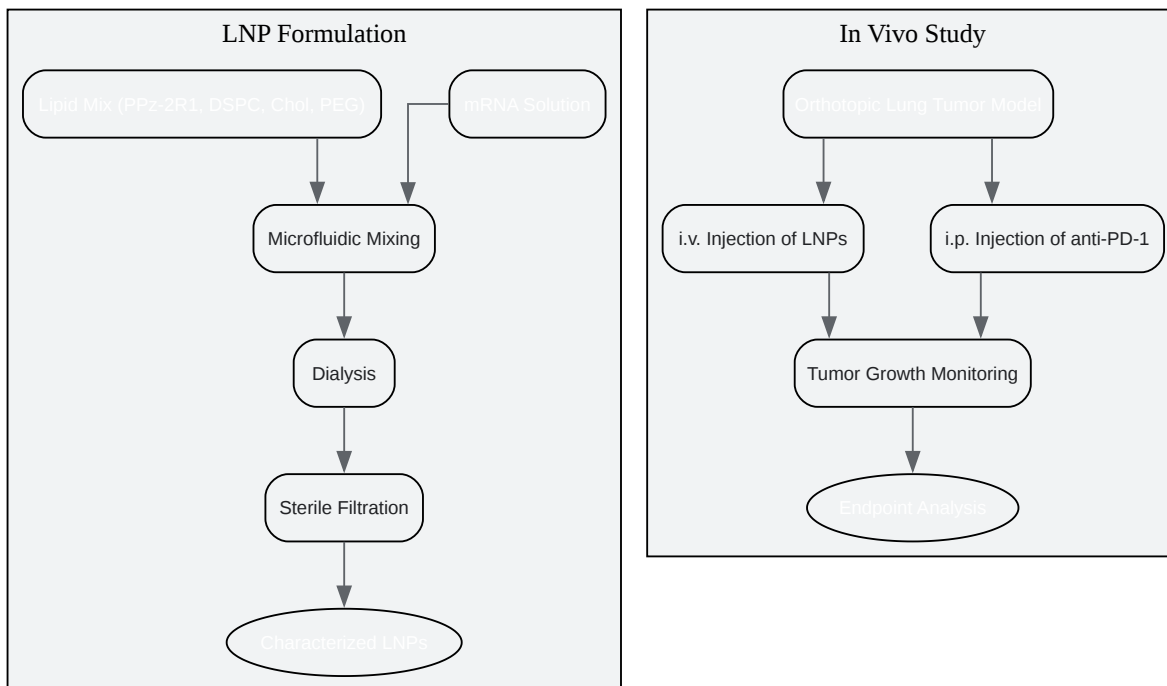 LNP Formulation
Lipid Mix (PPz-2R1, DSPC, Chol, PEG)
mRNA Solution
Microfluidic Mixing
Dialysis
Sterile Filtration
Characterized LNPs
In Vivo Study
Orthotopic Lung Tumor Model
i.v. Injection of LNPs
i.p. Injection of anti-PD-1
Tumor Growth Monitoring
Endpoint Analysis